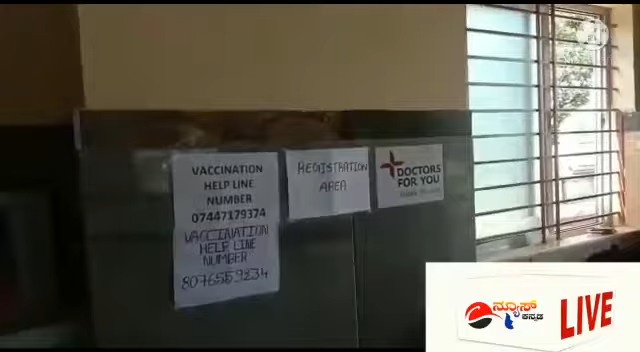 VACCINATION
HELP LINE
NUMBER
07447179374
VACCINATION
HELP LINE
NUMBER
8076559234
REGISTRATION
AREA
DOCTORS
FOR YOU
ನ್ಯೂಸ್
ಕನ್ನಡ
LIVE